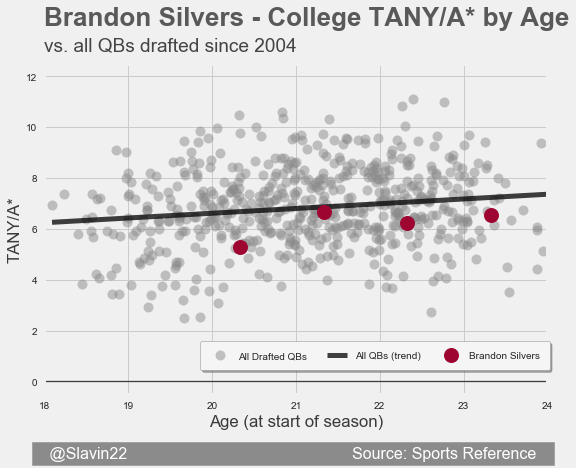 Brandon Silvers - College TANY/A* by Age
vs. all QBs drafted since 2004
12
10
8
6
4
2
0
TANY/A*
All Drafted QBs
All QBs (trend)
Brandon Silvers
18 19 20 21 22 23 24
Age (at start of season)
@Slavin22 Source: Sports Reference